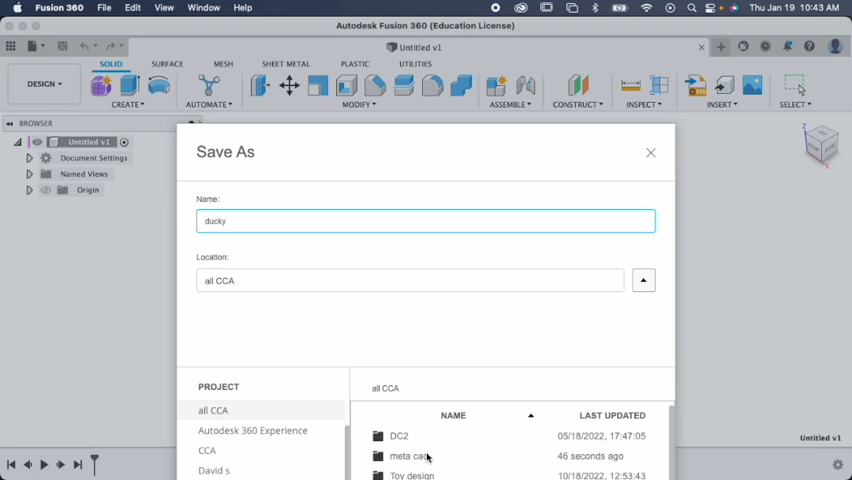 Fusion 360 File Edit View Window Help Thu Jan 19 10:43 AM
Autodesk Fusion 360 (Education License)
Untitled v1
SOLID SURFACE MESH SHEET METAL PLASTIC UTILITIES
DESIGN
CREATE AUTOMATE MODIFY ASSEMBLE CONSTRUCT INSPECT INSERT SELECT
BROWSER
Untitled v1
Document Settings
Named Views
Origin
Z
X
Save As
Name:
ducky
Location:
all CCA
PROJECT
all CCA
all CCA
NAME LAST UPDATED
Autodesk 360 Experience
DC2 05/18/2022, 17:47:05
CCA
meta 46 seconds ago
David s
Toy design 10/18/2022, 12:53:43
Untitled v1